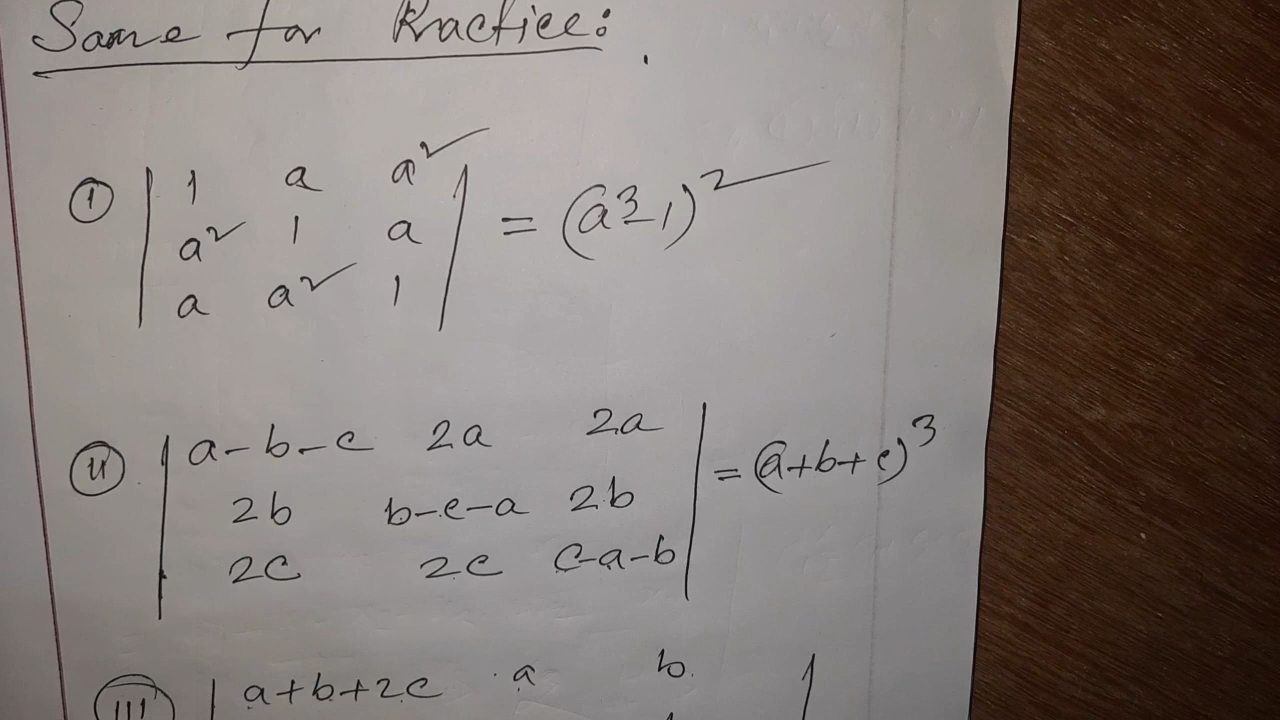 Same for Practice:
① | 1 a a² |
| a² 1 a | = (a³-1)²
| a a² 1 |
② | a-b-c 2a 2a |
| 2b b-c-a 2b | = (a+b+c)³
| 2c 2c c-a-b |
III | a+b+2c a b |